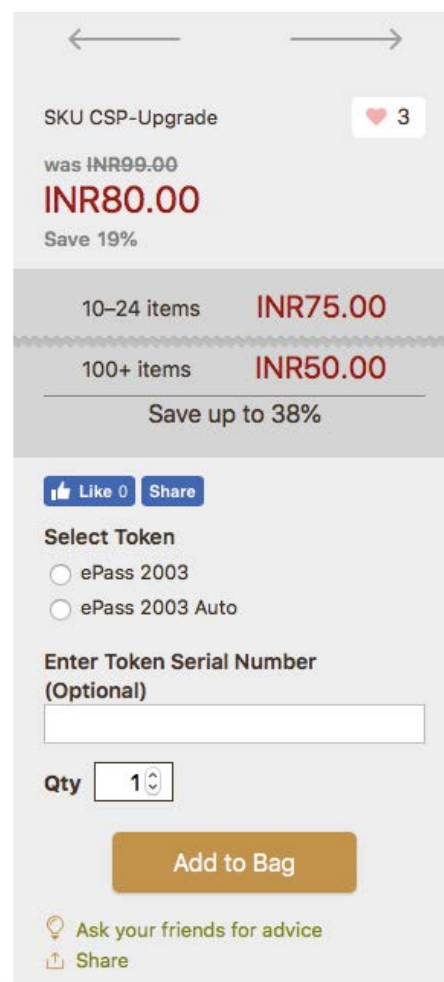 SKU CSP-Upgrade
3
was INR99.00
INR80.00
Save 19%
10–24 items INR75.00
100+ items INR50.00
Save up to 38%
Like 0 Share
Select Token
ePass 2003
ePass 2003 Auto
Enter Token Serial Number
(Optional)
Qty 1
Add to Bag
Ask your friends for advice
Share